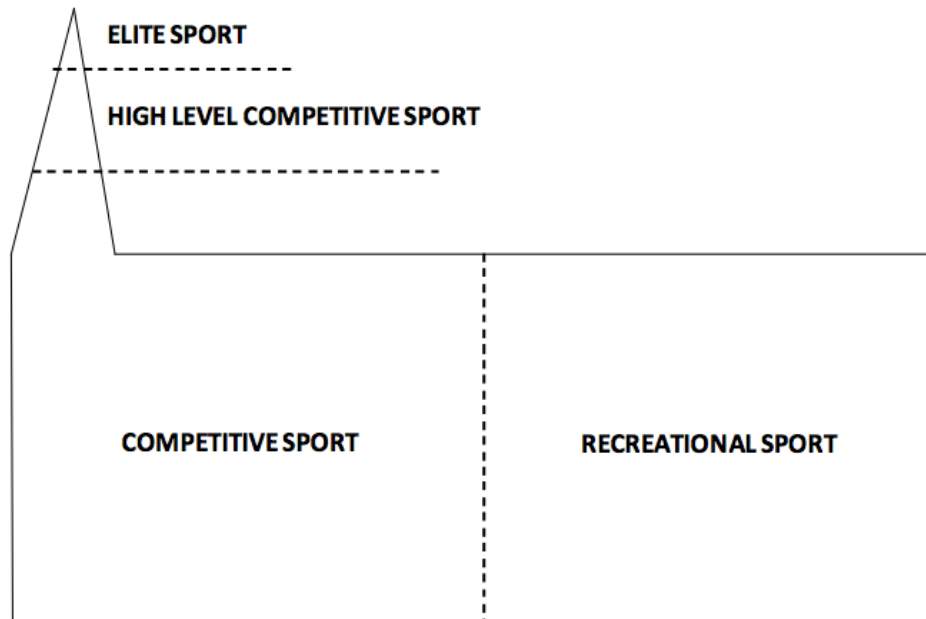 ELITE SPORT
HIGH LEVEL COMPETITIVE SPORT
COMPETITIVE SPORT
RECREATIONAL SPORT